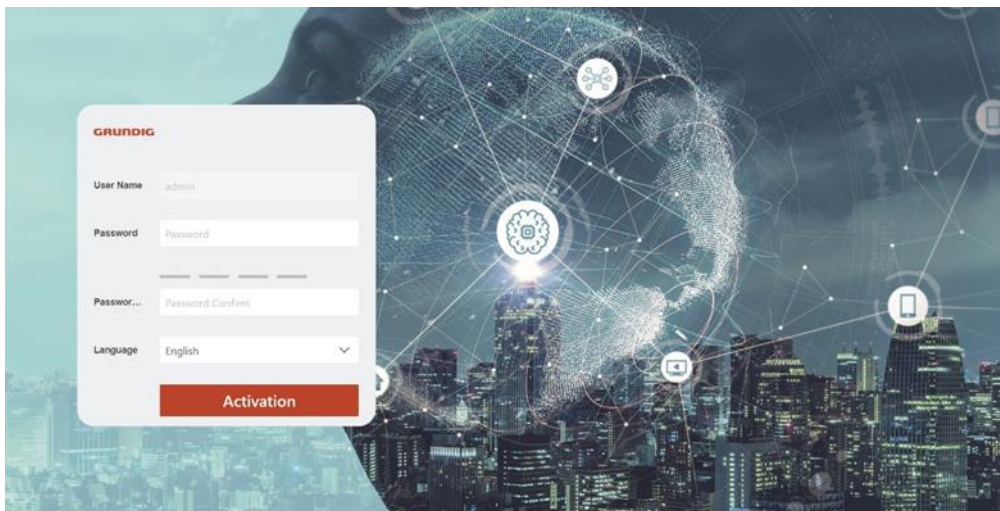 GRUNDIG
User Name admin
Password Password
Passwor... Password Confirm
Language English
Activation